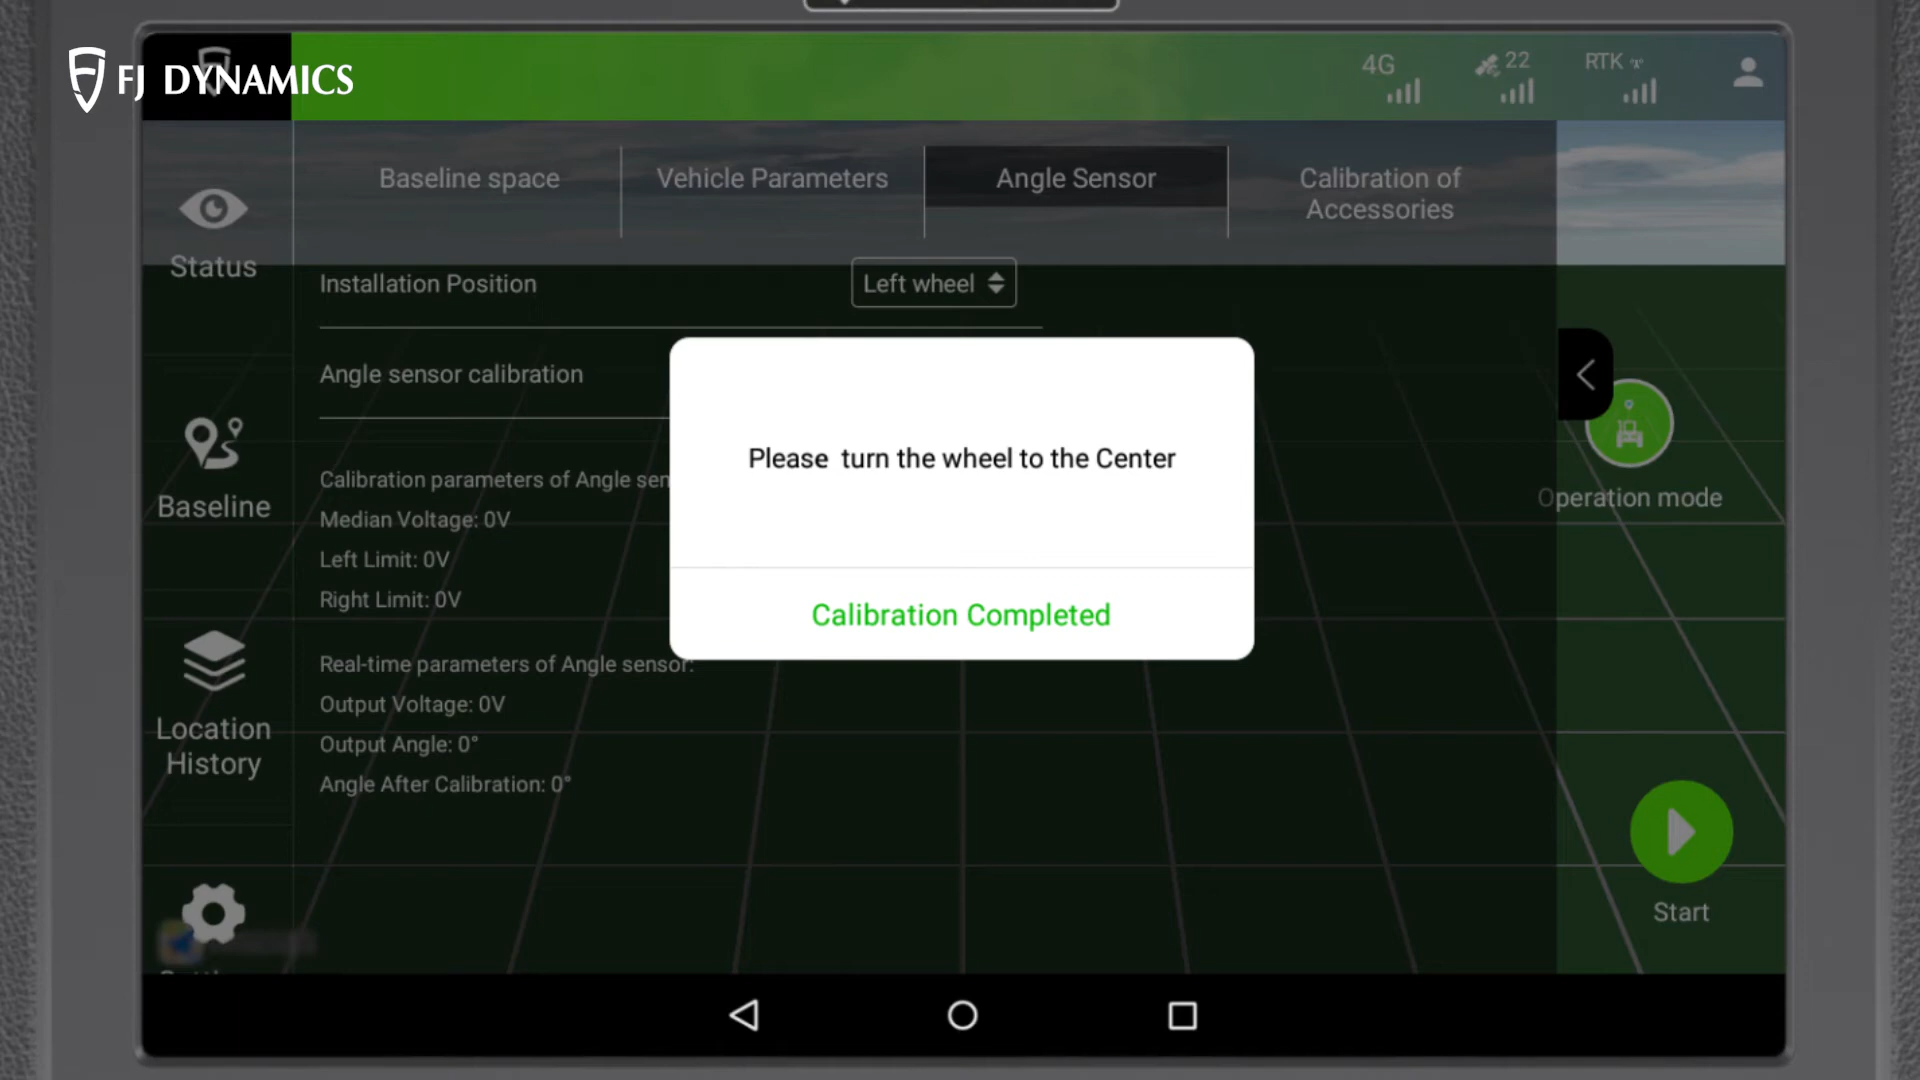 FJ DYNAMICS
4G
22
RTK
Baseline space
Vehicle Parameters
Angle Sensor
Calibration of
Accessories
Status
Installation Position
Left wheel
Angle sensor calibration
Please turn the wheel to the Center
Baseline
Calibration parameters of Angle sen
Median Voltage: 0V
Left Limit: 0V
Right Limit: 0V
Operation mode
Calibration Completed
Real-time parameters of Angle sensor:
Output Voltage: 0V
Output Angle: 0°
Angle After Calibration: 0°
Location
History
Start